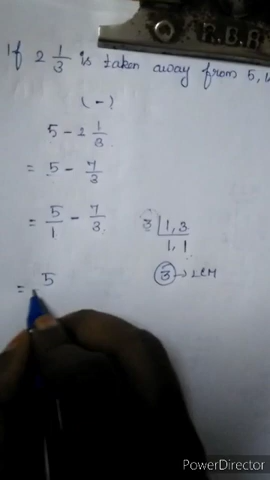 R.B.R
If 2 1/3 is taken away from 5,
(-)
5 - 2 1/3
= 5 - 7/3
= 5/1 - 7/3
3 | 1, 3
1, 1
3 → LCM
= 5
PowerDirector